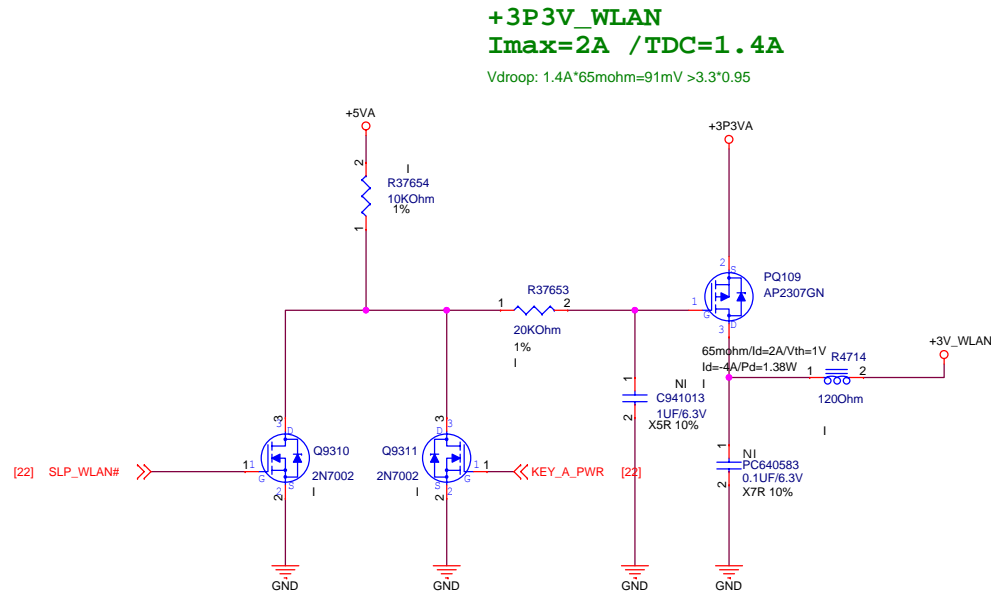 +3P3V_WLAN
Imax=2A /TDC=1.4A
Vdroop: 1.4A*65mohm=91mV >3.3*0.95
+5VA
+3P3VA
2
I
R37654
10KOhm
1%
1
2
S
PQ109
AP2307GN
R37653
1
2
1
G
20KOhm
1%
I
D
3
+3V_WLAN
65mohm/Id=2A/Vth=1V
Id=-4A/Pd=1.38W
R4714
1
2
120Ohm
I
1
NI
I
C941013
1UF/6.3V
X5R 10%
2
3
3
D
Q9310
2N7002
I
1
1
G
S
2
2
3
3
D
Q9311
2N7002
I
1
1
G
S
2
2
[22]
SLP_WLAN#
KEY_A_PWR
[22]
1
NI
PC640583
0.1UF/6.3V
X7R 10%
2
GND
GND
GND
GND